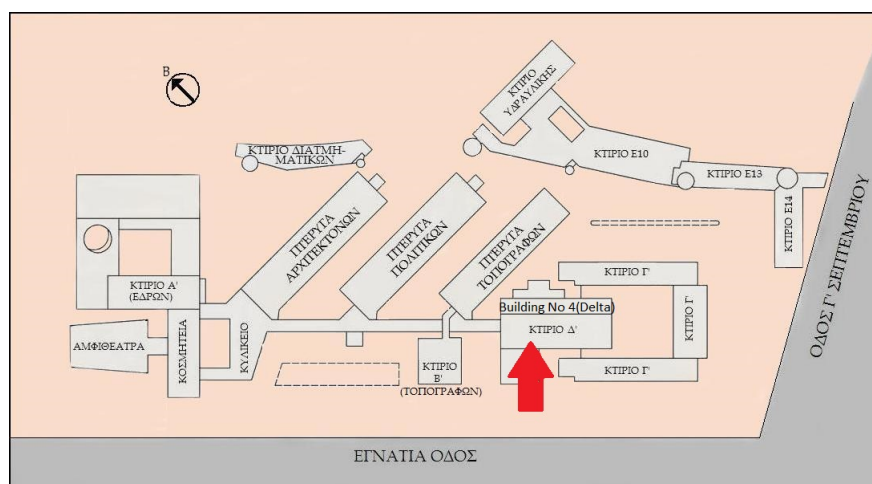 Β
ΚΤΙΡΙΟ
ΥΔΡΑΥΛΙΚΗΣ
ΚΤΙΡΙΟ ΔΙΑΤΜΗ-
ΜΑΤΙΚΩΝ
ΚΤΙΡΙΟ Ε10
ΚΤΙΡΙΟ Ε13
ΚΤΙΡΙΟ Ε14
ΟΔΟΣ Γ' ΣΕΠΤΕΜΒΡΙΟΥ
ΠΤΕΡΥΓΑ
ΑΡΧΙΤΕΚΤΟΝΩΝ
ΠΤΕΡΥΓΑ
ΠΟΛΙΤΙΚΩΝ
ΠΤΕΡΥΓΑ
ΤΟΠΟΓΡΑΦΩΝ
ΚΤΙΡΙΟ Α'
(ΕΔΡΩΝ)
ΚΤΙΡΙΟ Γ'
ΚΤΙΡΙΟ Γ'
ΚΤΙΡΙΟ Γ'
Building No 4(Delta)
ΚΤΙΡΙΟ Δ'
ΑΜΦΙΘΕΑΤΡΑ
ΚΟΣΜΗΤΕΙΑ
ΚΥΛΙΚΕΙΟ
ΚΤΙΡΙΟ
Β'
(ΤΟΠΟΓΡΑΦΩΝ)
ΕΓΝΑΤΙΑ ΟΔΟΣ